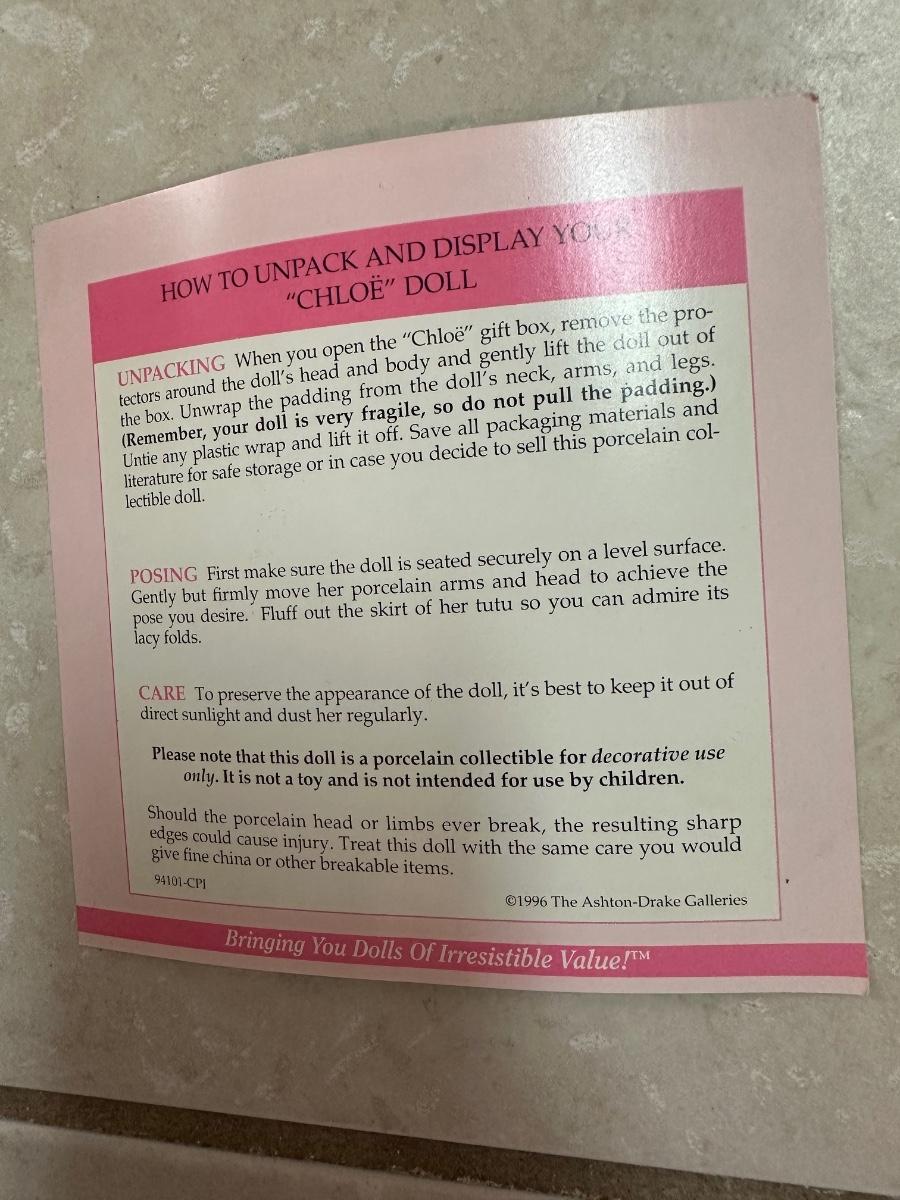 HOW TO UNPACK AND DISPLAY YOUR
“CHLOË” DOLL
UNPACKING When you open the “Chloë” gift box, remove the pro-
tectors around the doll’s head and body and gently lift the doll out of
the box. Unwrap the padding from the doll’s neck, arms, and legs.
(Remember, your doll is very fragile, so do not pull the padding.)
Untie any plastic wrap and lift it off. Save all packaging materials and
literature for safe storage or in case you decide to sell this porcelain col-
lectible doll.
POSING First make sure the doll is seated securely on a level surface.
Gently but firmly move her porcelain arms and head to achieve the
pose you desire. Fluff out the skirt of her tutu so you can admire its
lacy folds.
CARE To preserve the appearance of the doll, it’s best to keep it out of
direct sunlight and dust her regularly.
Please note that this doll is a porcelain collectible for decorative use
only. It is not a toy and is not intended for use by children.
Should the porcelain head or limbs ever break, the resulting sharp
edges could cause injury. Treat this doll with the same care you would
give fine china or other breakable items.
94101-CPI
©1996 The Ashton-Drake Galleries
Bringing You Dolls Of Irresistible Value!™